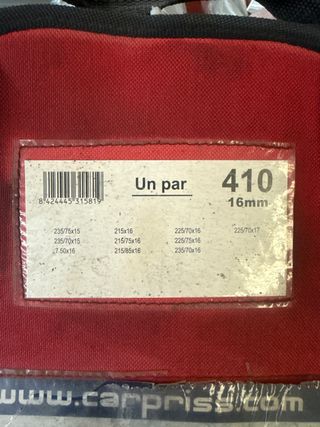 Un par
410
16mm
8 424445 315819
235/75x15 215x16 225/70x16 225/70x17
235/70x15 215/75x16 225/75x16
7.50x16 215/85x16 235/70x16
www.carpriss.com